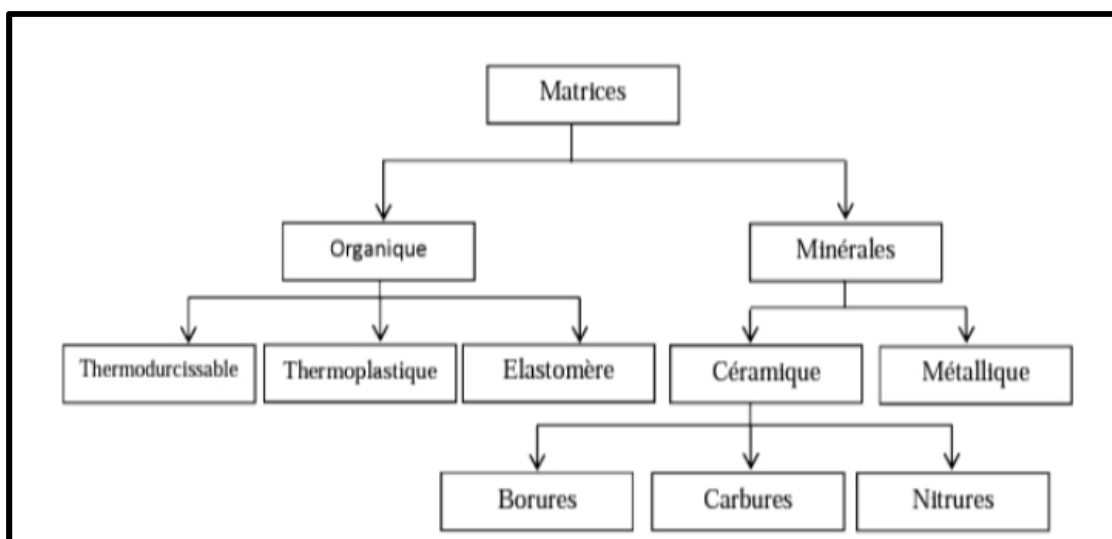 Matrices
Organique
Minérales
Thermodurcissable
Thermoplastique
Elastomère
Céramique
Métallique
Borures
Carbures
Nitrures